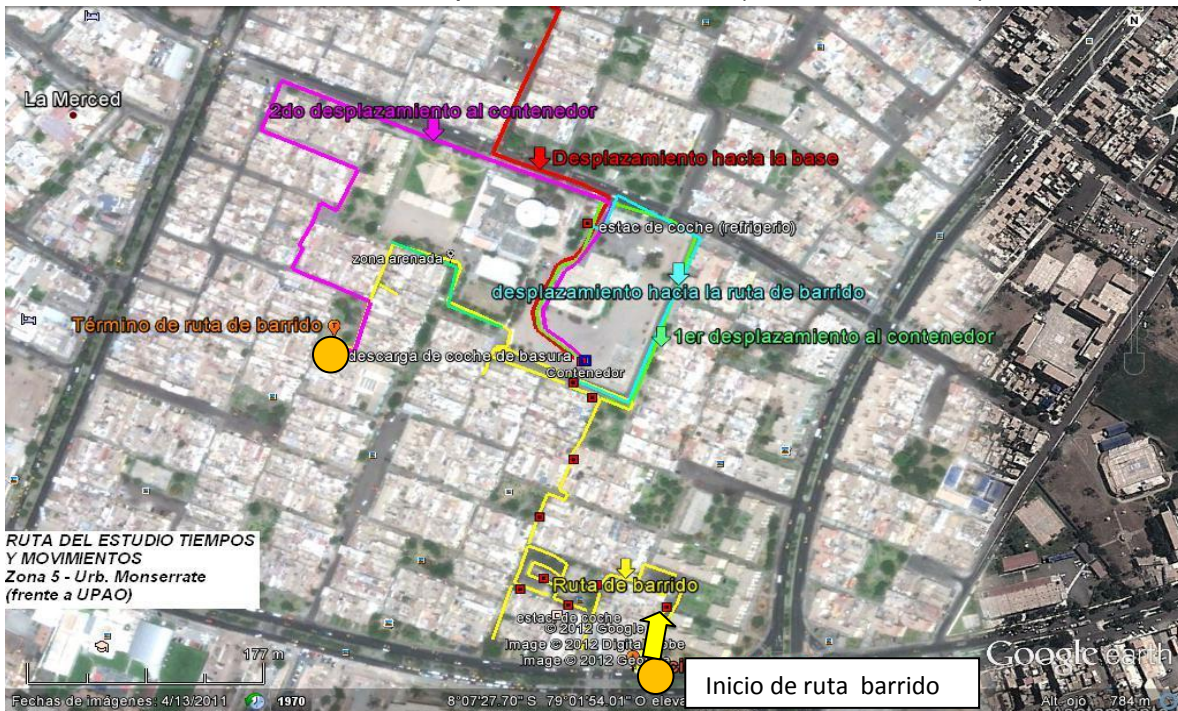 N
La Merced
2do desplazamiento al contenedor
Desplazamiento hacia la base
estac de coche (refrigerio)
zona arenada
desplazamiento hacia la ruta de barrido
Término de ruta de barrido
1er desplazamiento al contenedor
descarga de coche de basura
Contenedor
RUTA DEL ESTUDIO TIEMPOS
Y MOVIMIENTOS
Zona 5 - Urb. Monserrate
(frente a UPAO)
Ruta de barrido
estac de coche
© 2012 Google
Image © 2012 Digital
Image © 2012 Geo
177 m
Google earth
Inicio de ruta barrido
Fechas de imágenes: 4/13/2011
1970
8°07'27.70" S 79°01'54.01" O eleva
Alt. ojo 784 m